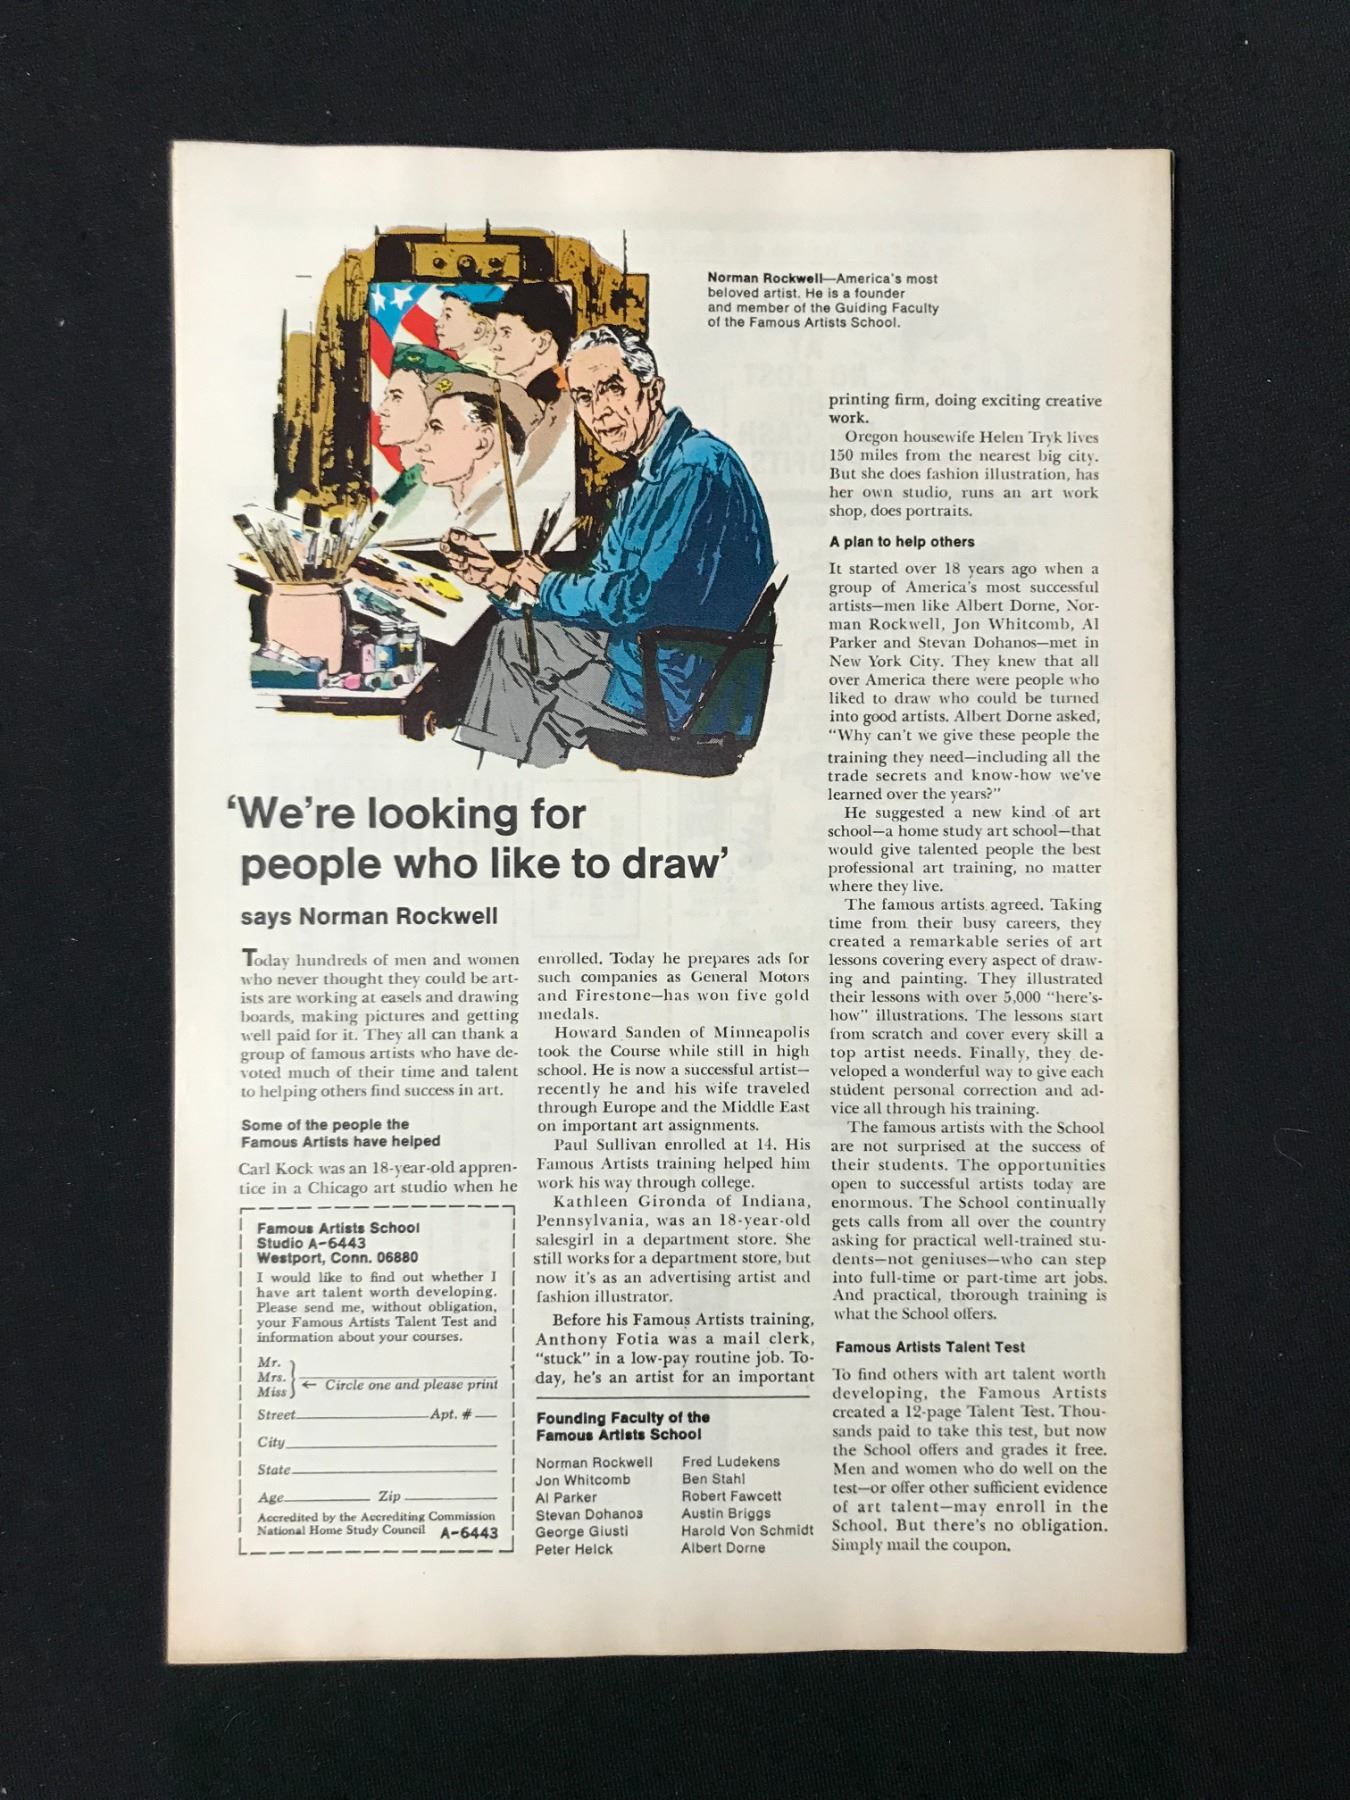 Norman Rockwell—America's most
beloved artist. He is a founder
and member of the Guiding Faculty
of the Famous Artists School.
'We're looking for
people who like to draw'
says Norman Rockwell
Today hundreds of men and women
who never thought they could be art-
ists are working at easels and drawing
boards, making pictures and getting
well paid for it. They all can thank a
group of famous artists who have de-
voted much of their time and talent
to helping others find success in art.
Some of the people the
Famous Artists have helped
Carl Kock was an 18-year-old appren-
tice in a Chicago art studio when he
enrolled. Today he prepares ads for
such companies as General Motors
and Firestone—has won five gold
medals.
Howard Sanden of Minneapolis
took the Course while still in high
school. He is now a successful artist—
recently he and his wife traveled
through Europe and the Middle East
on important art assignments.
Paul Sullivan enrolled at 14. His
Famous Artists training helped him
work his way through college.
Kathleen Gironda of Indiana,
Pennsylvania, was an 18-year-old
salesgirl in a department store. She
still works for a department store, but
now it's as an advertising artist and
fashion illustrator.
Before his Famous Artists training,
Anthony Fotia was a mail clerk,
"stuck" in a low-pay routine job. To-
day, he's an artist for an important
printing firm, doing exciting creative
work.
Oregon housewife Helen Tryk lives
150 miles from the nearest big city.
But she does fashion illustration, has
her own studio, runs an art work
shop, does portraits.
A plan to help others
It started over 18 years ago when a
group of America's most successful
artists—men like Albert Dorne, Nor-
man Rockwell, Jon Whitcomb, Al
Parker and Stevan Dohanos—met in
New York City. They knew that all
over America there were people who
liked to draw who could be turned
into good artists. Albert Dorne asked,
"Why can't we give these people the
training they need—including all the
trade secrets and know-how we've
learned over the years?"
He suggested a new kind of art
school—a home study art school—that
would give talented people the best
professional art training, no matter
where they live.
The famous artists agreed. Taking
time from their busy careers, they
created a remarkable series of art
lessons covering every aspect of draw-
ing and painting. They illustrated
their lessons with over 5,000 "here's-
how" illustrations. The lessons start
from scratch and cover every skill a
top artist needs. Finally, they de-
veloped a wonderful way to give each
student personal correction and ad-
vice all through his training.
The famous artists with the School
are not surprised at the success of
their students. The opportunities
open to successful artists today are
enormous. The School continually
gets calls from all over the country
asking for practical well-trained stu-
dents—not geniuses—who can step
into full-time or part-time art jobs.
And practical, thorough training is
what the School offers.
Famous Artists Talent Test
To find others with art talent worth
developing, the Famous Artists
created a 12-page Talent Test. Thou-
sands paid to take this test, but now
the School offers and grades it free.
Men and women who do well on the
test—or offer other sufficient evidence
of art talent—may enroll in the
School. But there's no obligation.
Simply mail the coupon.
Famous Artists School
Studio A-6443
Westport, Conn. 06880
I would like to find out whether I
have art talent worth developing.
Please send me, without obligation,
your Famous Artists Talent Test and
information about your courses.
Mr.
Mrs.
Miss
← Circle one and please print
Street Apt. #
City
State
Age Zip
Accredited by the Accrediting Commission
National Home Study Council A-6443
Founding Faculty of the
Famous Artists School
Norman Rockwell
Jon Whitcomb
Al Parker
Stevan Dohanos
George Giusti
Peter Helck
Fred Ludekens
Ben Stahl
Robert Fawcett
Austin Briggs
Harold Von Schmidt
Albert Dorne